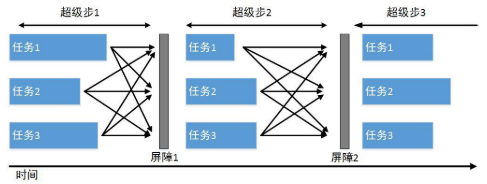 超级步1 超级步2 超级步3
任务1 任务1 任务1
任务2 任务2 任务2
任务3 任务3 任务3
屏障1 屏障2
时间